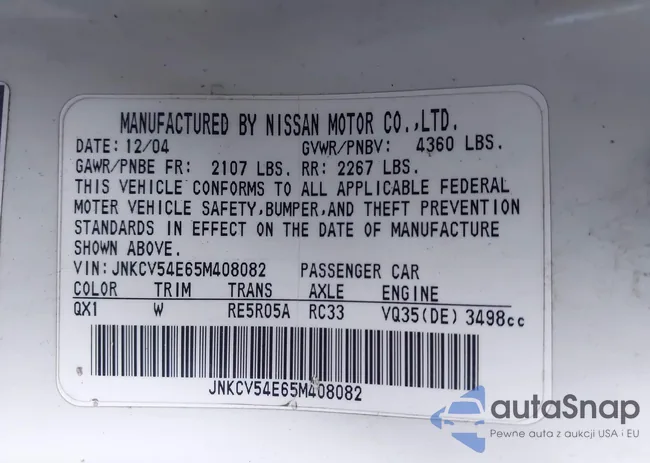 MANUFACTURED BY NISSAN MOTOR CO.,LTD.
DATE: 12/04 GVWR/PNBV: 4360 LBS.
GAWR/PNBE FR: 2107 LBS. RR: 2267 LBS.
THIS VEHICLE CONFORMS TO ALL APPLICABLE FEDERAL
MOTER VEHICLE SAFETY,BUMPER,AND THEFT PREVENTION
STANDARDS IN EFFECT ON THE DATE OF MANUFACTURE
SHOWN ABOVE.
VIN: JNKCV54E65M408082 PASSENGER CAR
COLOR TRIM TRANS AXLE ENGINE
QX1 W RE5R05A RC33 VQ35(DE) 3498cc
JNKCV54E65M408082
autaSnap
Pewne auta z aukcji USA i EU